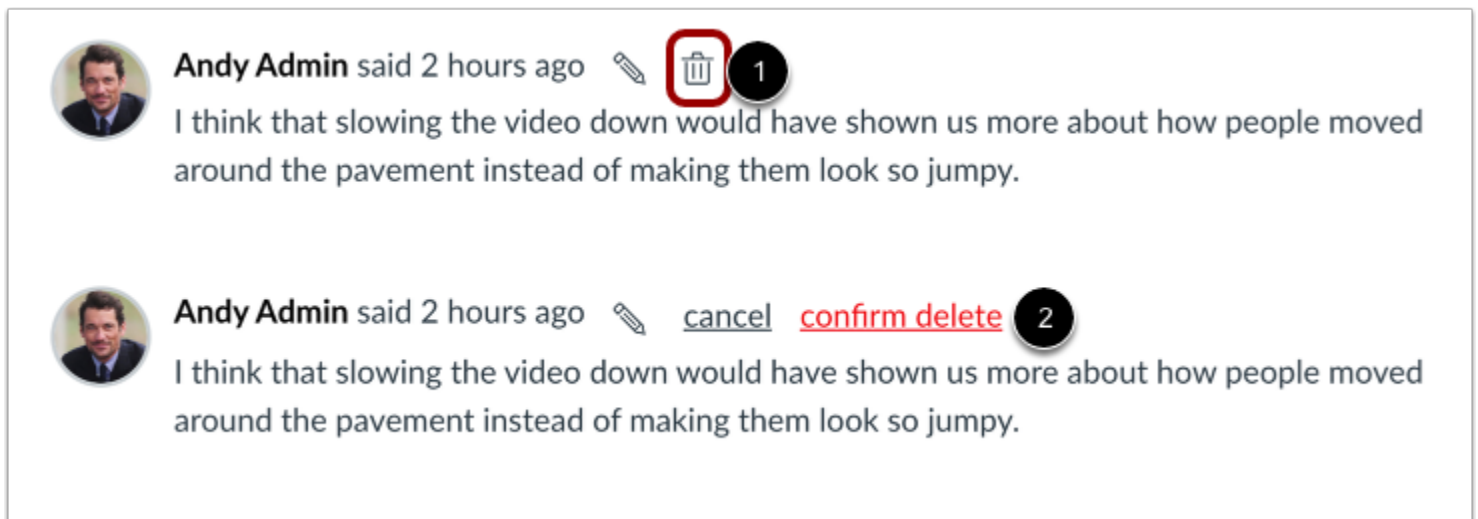 Andy Admin said 2 hours ago 1
I think that slowing the video down would have shown us more about how people moved
around the pavement instead of making them look so jumpy.
Andy Admin said 2 hours ago cancel confirm delete 2
I think that slowing the video down would have shown us more about how people moved
around the pavement instead of making them look so jumpy.